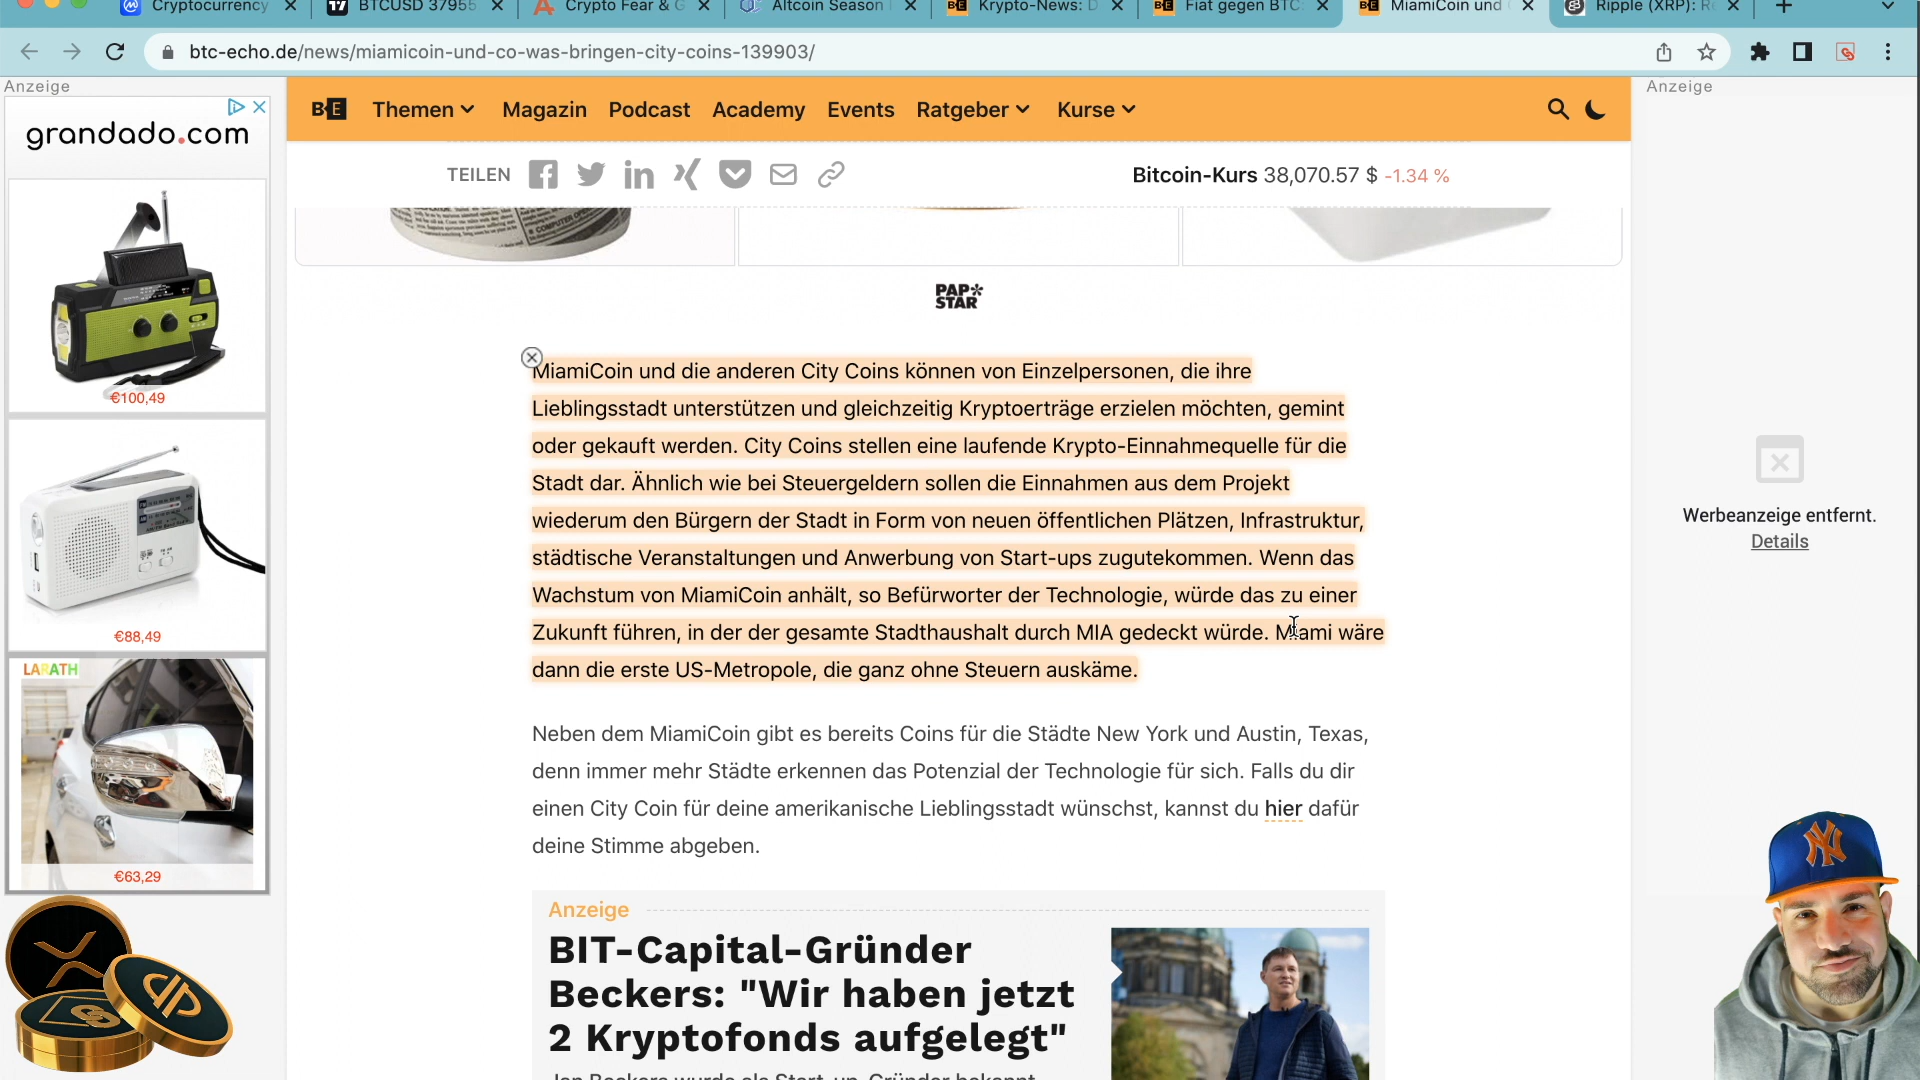 Cryptocurrency
BTCUSD 37955
Crypto Fear & G
Altcoin Season
Krypto-News: D
Fiat gegen BTC:
MiamiCoin und
Ripple (XRP): R
btc-echo.de/news/miamicoin-und-co-was-bringen-city-coins-139903/
Anzeige
Anzeige
grandado.com
€100,49
€88,49
LARATH
€63,29
B·E
Themen
Magazin
Podcast
Academy
Events
Ratgeber
Kurse
TEILEN
Bitcoin-Kurs 38,070.57 $ -1.34 %
PAP*
STAR
MiamiCoin und die anderen City Coins können von Einzelpersonen, die ihre
Lieblingsstadt unterstützen und gleichzeitig Kryptoerträge erzielen möchten, gemint
oder gekauft werden. City Coins stellen eine laufende Krypto-Einnahmequelle für die
Stadt dar. Ähnlich wie bei Steuergeldern sollen die Einnahmen aus dem Projekt
wiederum den Bürgern der Stadt in Form von neuen öffentlichen Plätzen, Infrastruktur,
städtische Veranstaltungen und Anwerbung von Start-ups zugutekommen. Wenn das
Wachstum von MiamiCoin anhält, so Befürworter der Technologie, würde das zu einer
Zukunft führen, in der der gesamte Stadthaushalt durch MIA gedeckt würde. Miami wäre
dann die erste US-Metropole, die ganz ohne Steuern auskäme.
Neben dem MiamiCoin gibt es bereits Coins für die Städte New York und Austin, Texas,
denn immer mehr Städte erkennen das Potenzial der Technologie für sich. Falls du dir
einen City Coin für deine amerikanische Lieblingsstadt wünschst, kannst du hier dafür
deine Stimme abgeben.
Anzeige
BIT-Capital-Gründer
Beckers: "Wir haben jetzt
2 Kryptofonds aufgelegt"
Jan Beckers wurde als Start-up-Gründer bekannt
Werbeanzeige entfernt.
Details
NY